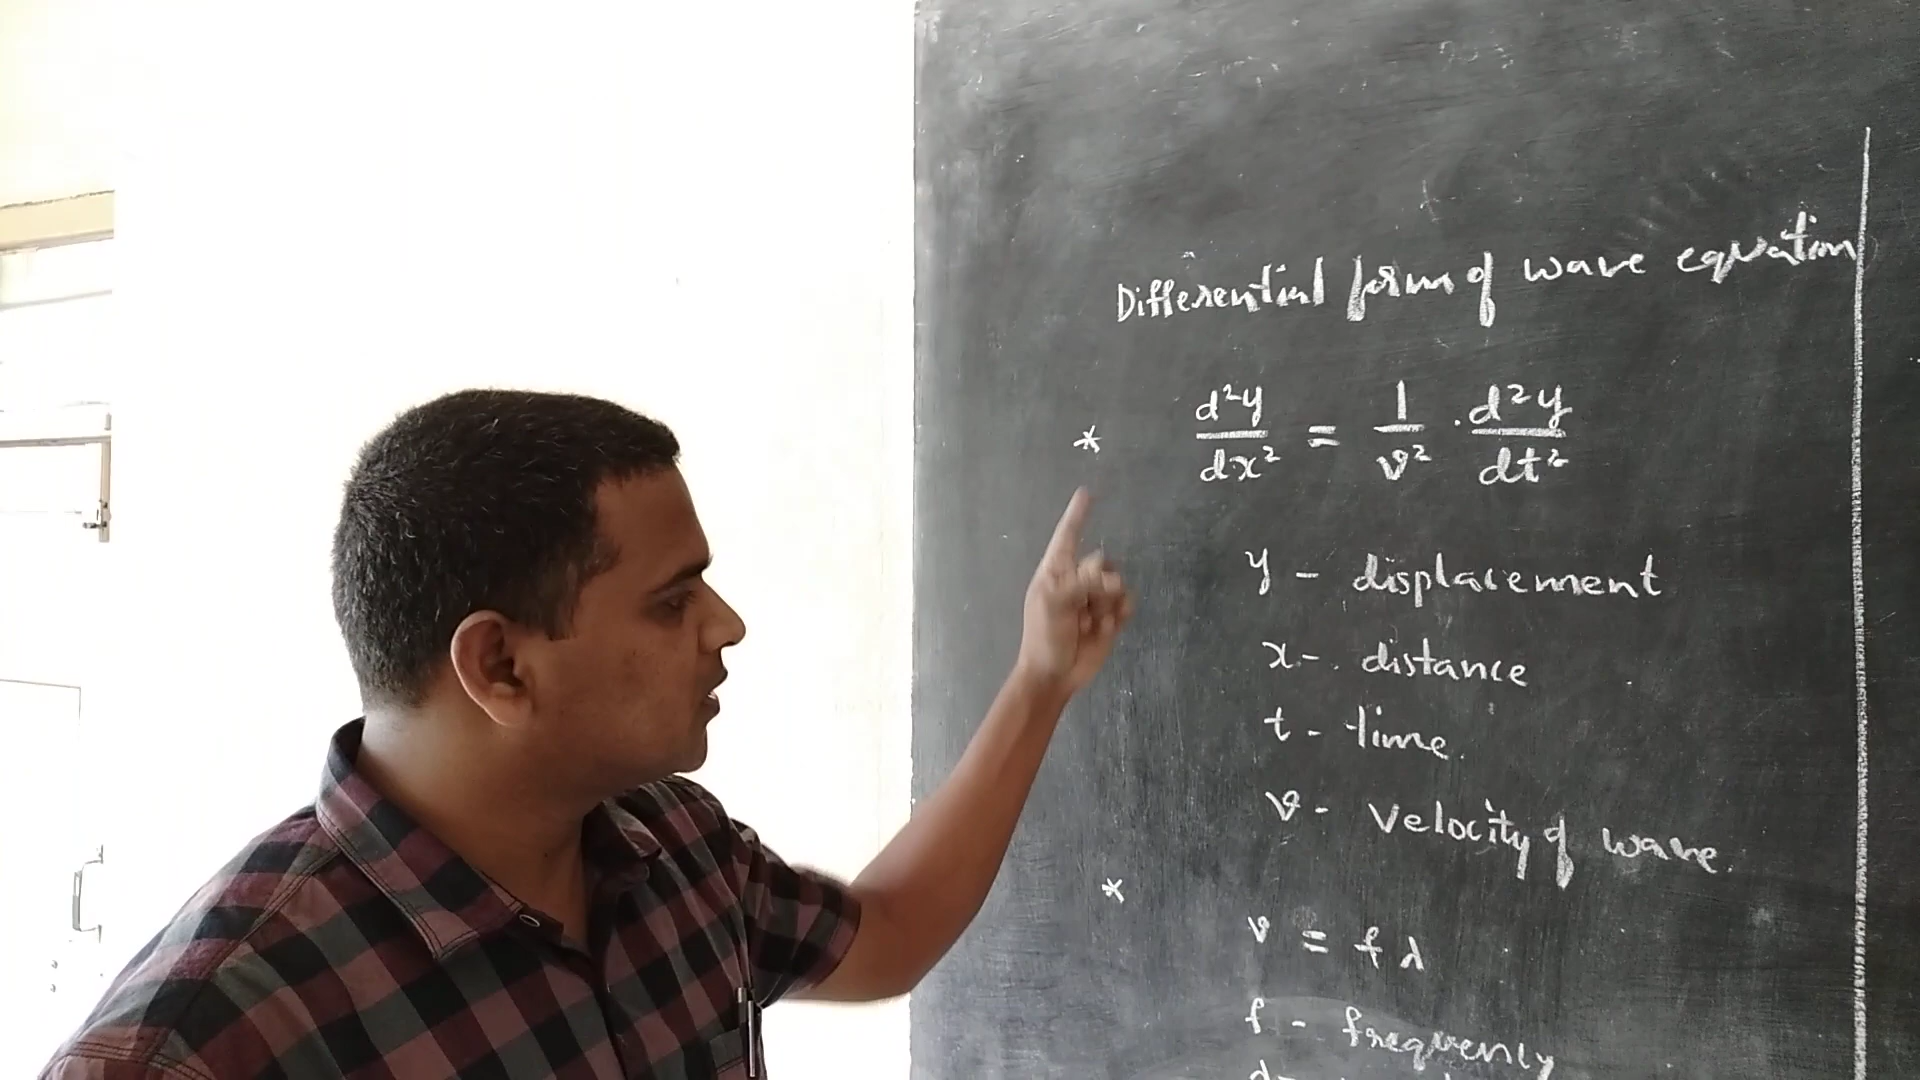 Differential form of wave equation
* d²y/dx² = 1/v² . d²y/dt²
y - displacement
x - distance
t - time
v - velocity of wave
*
v = f λ
f - frequency
λ -